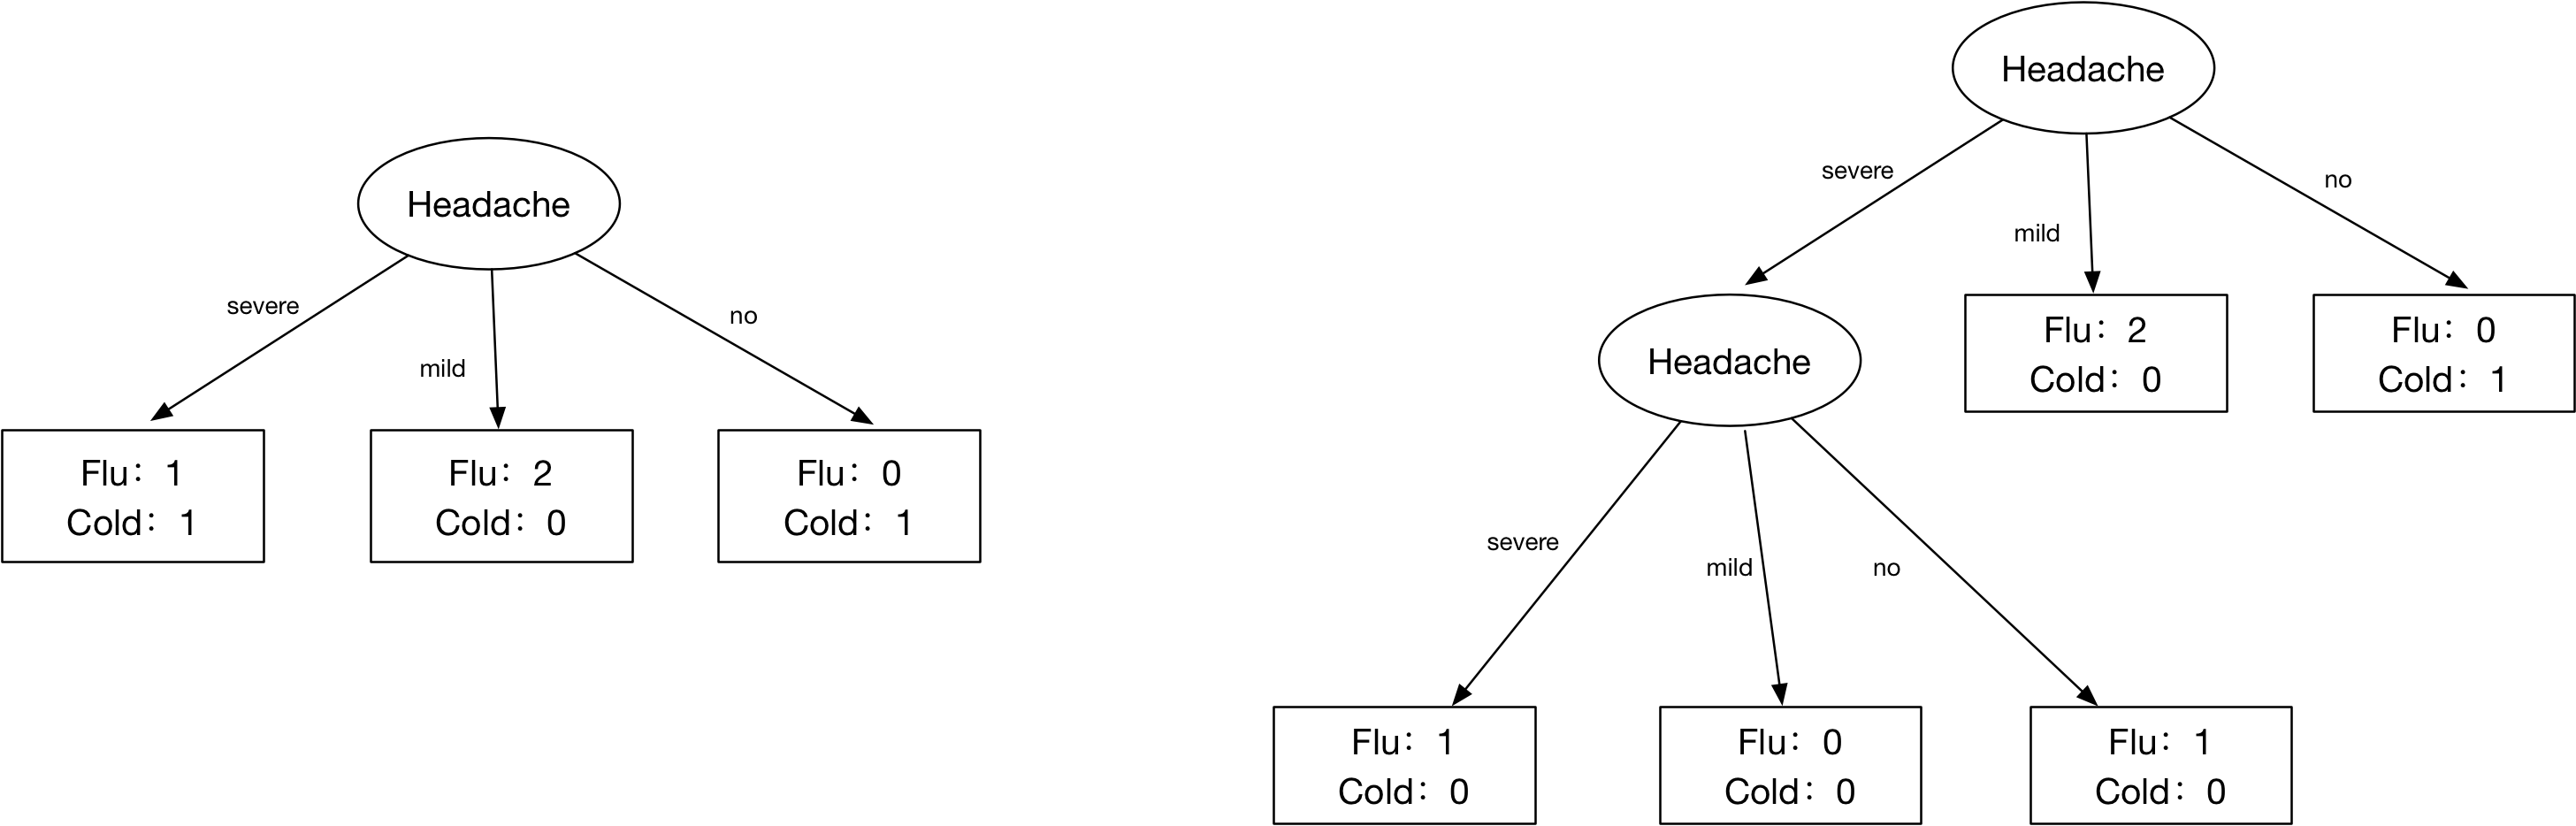 Headache
severe
mild
no
Flu： 1
Cold： 1
Flu： 2
Cold： 0
Flu： 0
Cold： 1
Headache
severe
mild
no
Headache
Flu： 2
Cold： 0
Flu： 0
Cold： 1
severe
mild
no
Flu： 1
Cold： 0
Flu： 0
Cold： 0
Flu： 1
Cold： 0